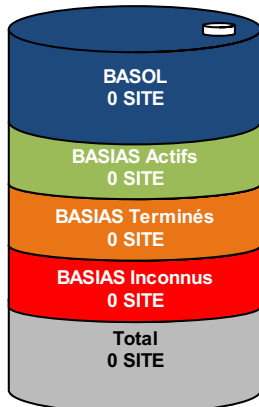 BASOL
0 SITE
BASIAS Actifs
0 SITE
BASIAS Terminés
0 SITE
BASIAS Inconnus
0 SITE
Total
0 SITE